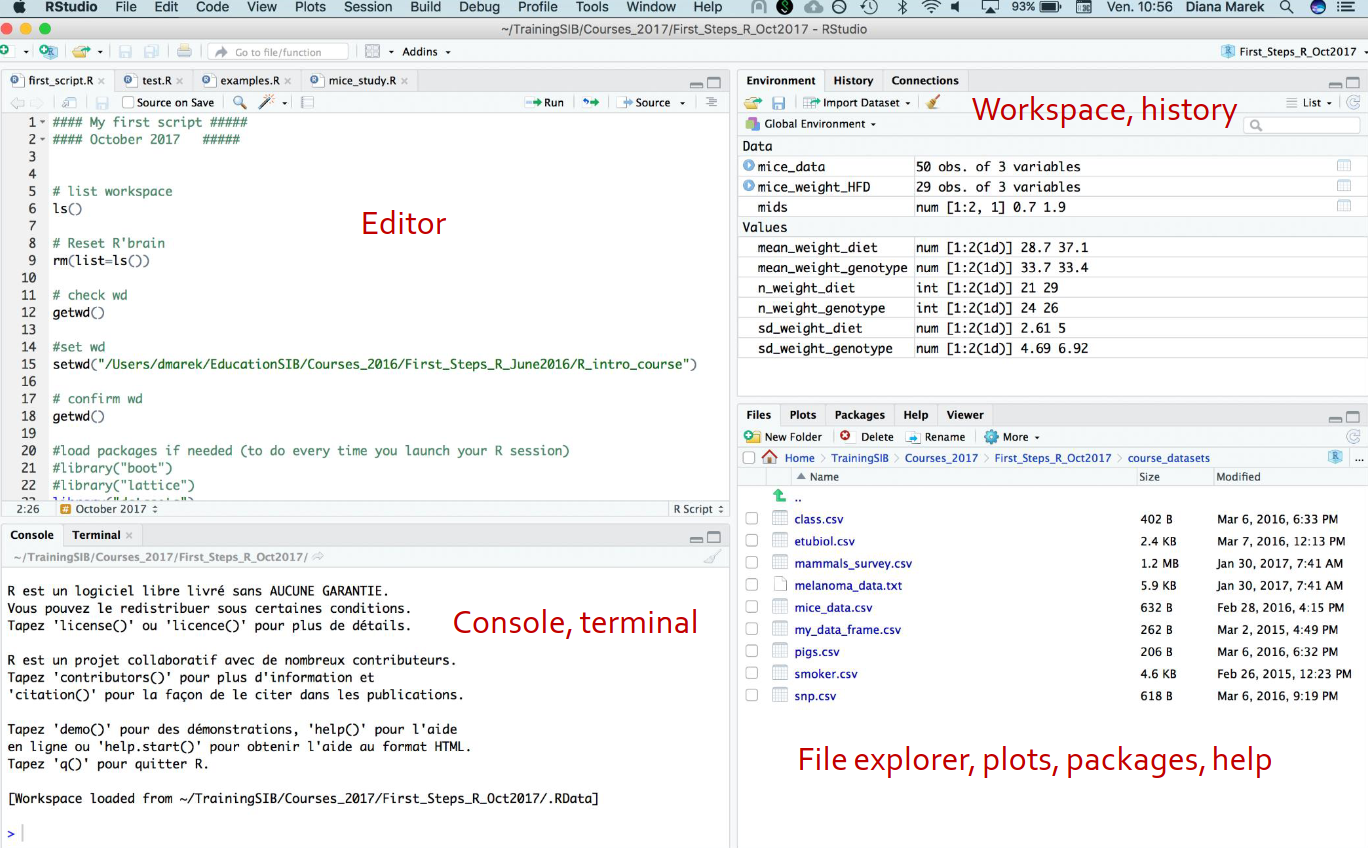 RStudio File Edit Code View Plots Session Build Debug Profile Tools Window Help 93% Ven. 10:56 Diana Marek
~/TrainingSIB/Courses_2017/First_Steps_R_Oct2017 - RStudio
Go to file/function Addins First_Steps_R_Oct2017
first_script.R test.R examples.R mice_study.R
Source on Save Run Source
1 #### My first script #####
2 #### October 2017   #####
3
4
5 # list workspace
6 ls()
7
8 # Reset R'brain
9 rm(list=ls())
10
11 # check wd
12 getwd()
13
14 #set wd
15 setwd("/Users/dmarek/EducationSIB/Courses_2016/First_Steps_R_June2016/R_intro_course")
16
17 # confirm wd
18 getwd()
19
20 #load packages if needed (to do every time you launch your R session)
21 #library("boot")
22 #library("lattice")
Editor
2:26 October 2017 R Script
Console Terminal
~/TrainingSIB/Courses_2017/First_Steps_R_Oct2017/
R est un logiciel libre livré sans AUCUNE GARANTIE.
Vous pouvez le redistribuer sous certaines conditions.
Tapez 'license()' ou 'licence()' pour plus de détails.
Console, terminal
R est un projet collaboratif avec de nombreux contributeurs.
Tapez 'contributors()' pour plus d'information et
'citation()' pour la façon de le citer dans les publications.
Tapez 'demo()' pour des démonstrations, 'help()' pour l'aide
en ligne ou 'help.start()' pour obtenir l'aide au format HTML.
Tapez 'q()' pour quitter R.
[Workspace loaded from ~/TrainingSIB/Courses_2017/First_Steps_R_Oct2017/.RData]
>
Environment History Connections
Import Dataset List
Workspace, history
Global Environment
Data
mice_data 50 obs. of 3 variables
mice_weight_HFD 29 obs. of 3 variables
mids num [1:2, 1] 0.7 1.9
Values
mean_weight_diet num [1:2(1d)] 28.7 37.1
mean_weight_genotype num [1:2(1d)] 33.7 33.4
n_weight_diet int [1:2(1d)] 21 29
n_weight_genotype int [1:2(1d)] 24 26
sd_weight_diet num [1:2(1d)] 2.61 5
sd_weight_genotype num [1:2(1d)] 4.69 6.92
Files Plots Packages Help Viewer
New Folder Delete Rename More
Home TrainingSIB Courses_2017 First_Steps_R_Oct2017 course_datasets ...
Name Size Modified
..
class.csv 402 B Mar 6, 2016, 6:33 PM
etubiol.csv 2.4 KB Mar 7, 2016, 12:13 PM
mammals_survey.csv 1.2 MB Jan 30, 2017, 7:41 AM
melanoma_data.txt 5.9 KB Jan 30, 2017, 7:41 AM
mice_data.csv 632 B Feb 28, 2016, 4:15 PM
my_data_frame.csv 262 B Mar 2, 2015, 4:49 PM
pigs.csv 206 B Mar 6, 2016, 6:32 PM
smoker.csv 4.6 KB Feb 26, 2015, 12:23 PM
snp.csv 618 B Mar 6, 2016, 9:19 PM
File explorer, plots, packages, help